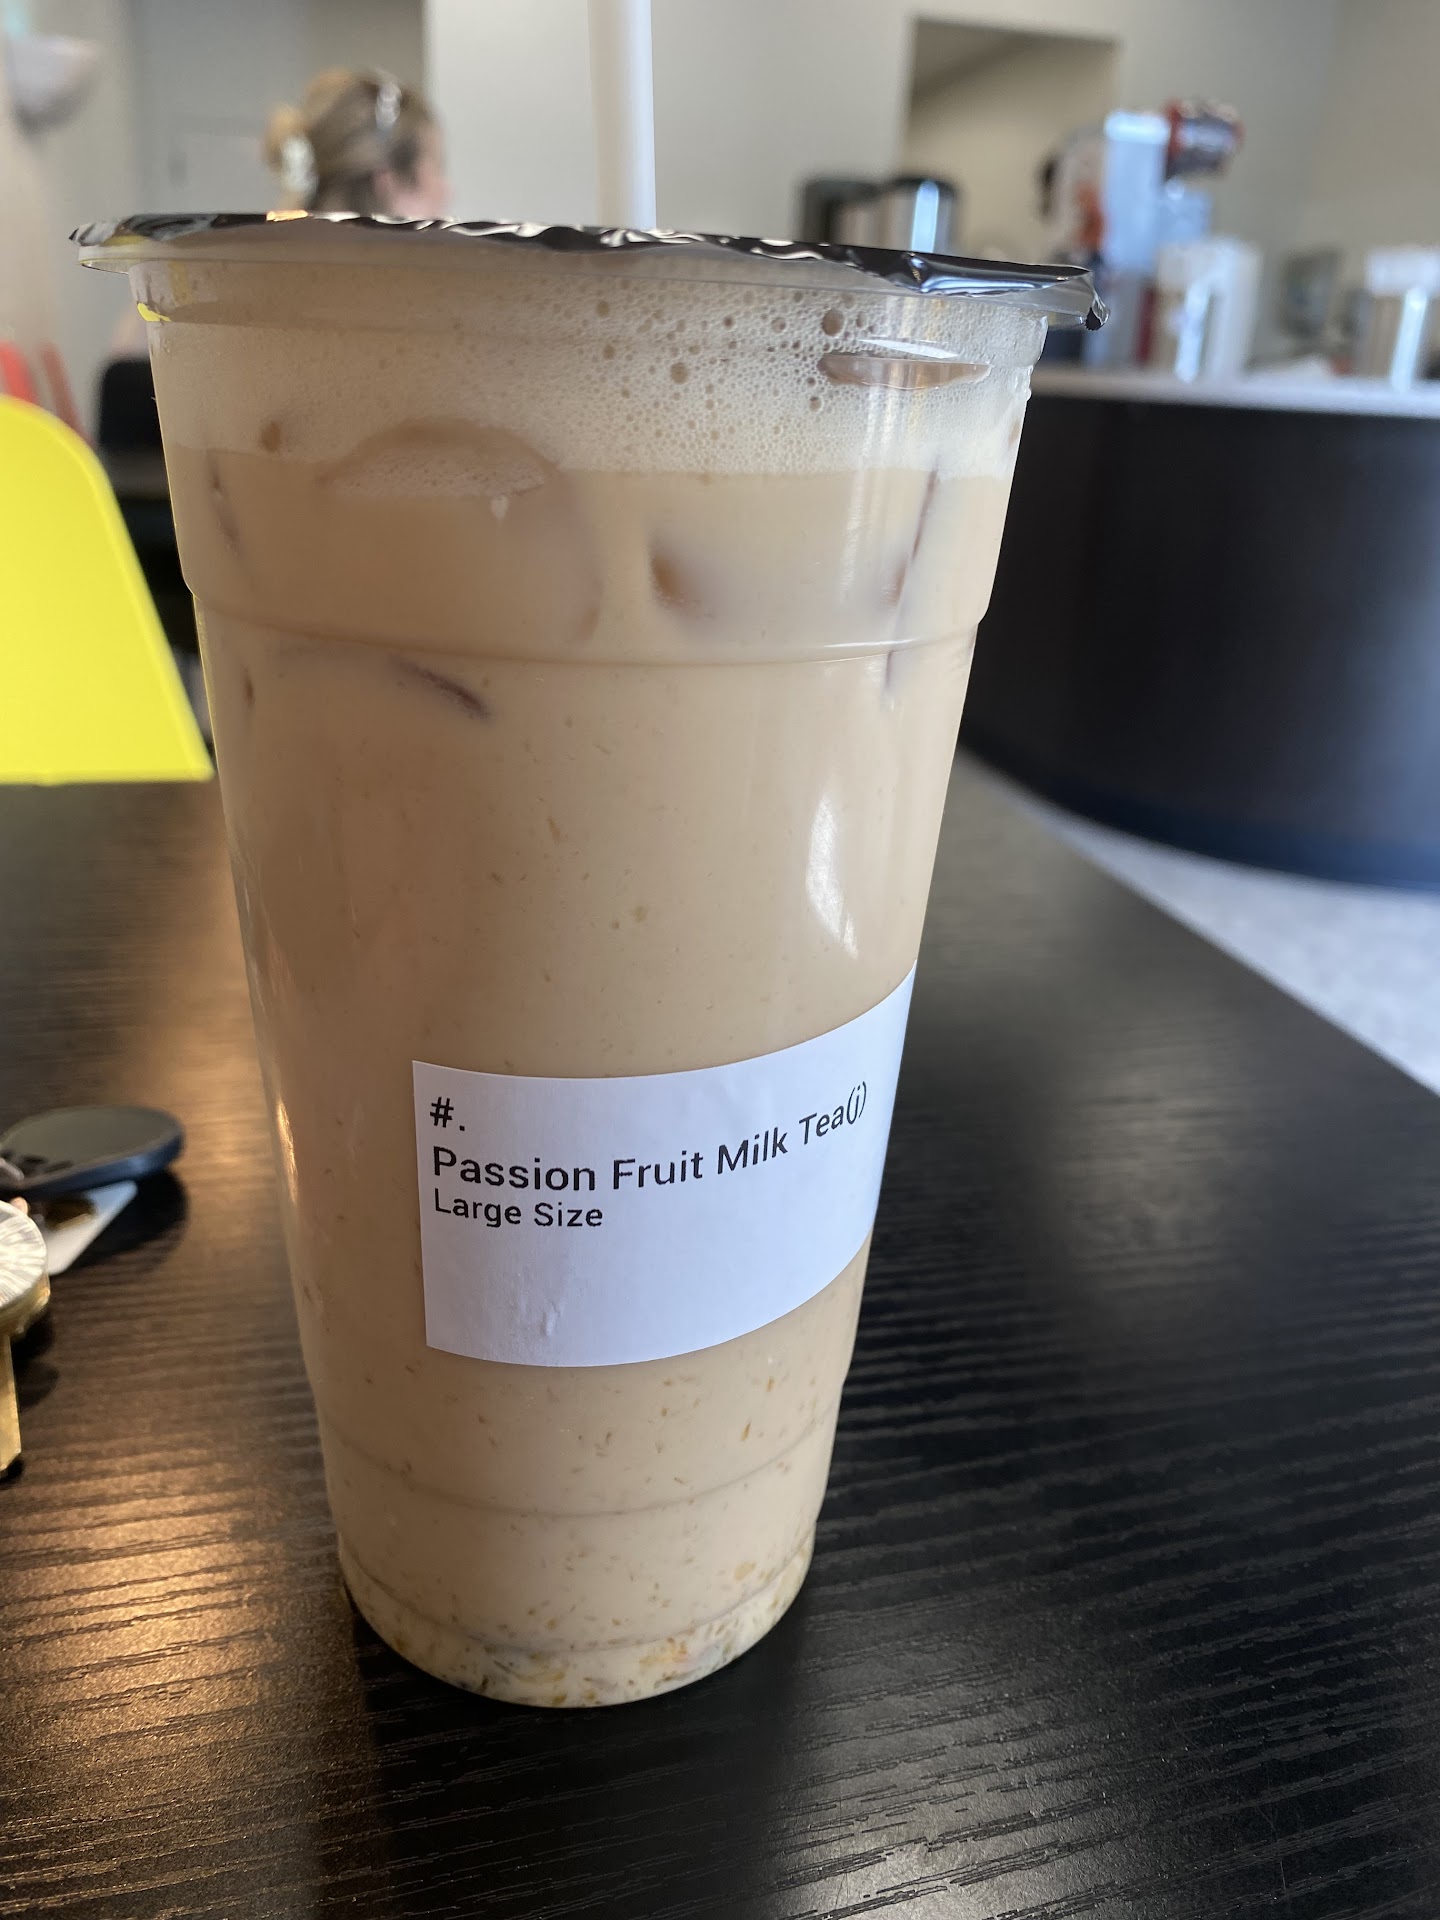 #.
Passion Fruit Milk Tea(j)
Large Size